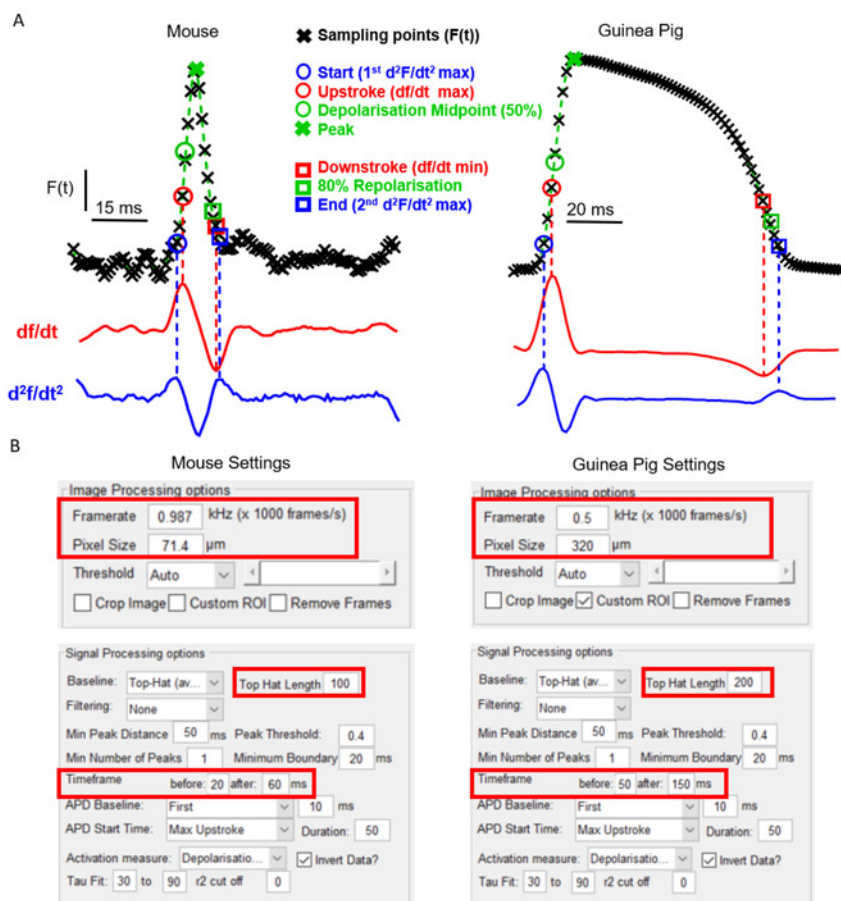 A
Mouse
Sampling points (F(t))
Guinea Pig
Start (1st d²F/dt² max)
Upstroke (df/dt max)
Depolarisation Midpoint (50%)
Peak
Downstroke (df/dt min)
80% Repolarisation
End (2nd d²F/dt² max)
F(t)
15 ms
20 ms
df/dt
d²f/dt²
B
Mouse Settings
Image Processing options
Framerate 0.987 kHz (x 1000 frames/s)
Pixel Size 71.4 µm
Threshold Auto
Crop Image Custom ROI Remove Frames
Signal Processing options
Baseline: Top-Hat (av... Top Hat Length 100
Filtering: None
Min Peak Distance 50 ms Peak Threshold: 0.4
Min Number of Peaks 1 Minimum Boundary 20 ms
Timeframe before: 20 after: 60 ms
APD Baseline: First 10 ms
APD Start Time: Max Upstroke Duration: 50
Activation measure: Depolarisatio... Invert Data?
Tau Fit: 30 to 90 r2 cut off 0
Guinea Pig Settings
Image Processing options
Framerate 0.5 kHz (x 1000 frames/s)
Pixel Size 320 µm
Threshold Auto
Crop Image Custom ROI Remove Frames
Signal Processing options
Baseline: Top-Hat (av... Top Hat Length 200
Filtering: None
Min Peak Distance 50 ms Peak Threshold: 0.4
Min Number of Peaks 1 Minimum Boundary 20 ms
Timeframe before: 50 after: 150 ms
APD Baseline: First 10 ms
APD Start Time: Max Upstroke Duration: 50
Activation measure: Depolarisatio... Invert Data?
Tau Fit: 30 to 90 r2 cut off 0